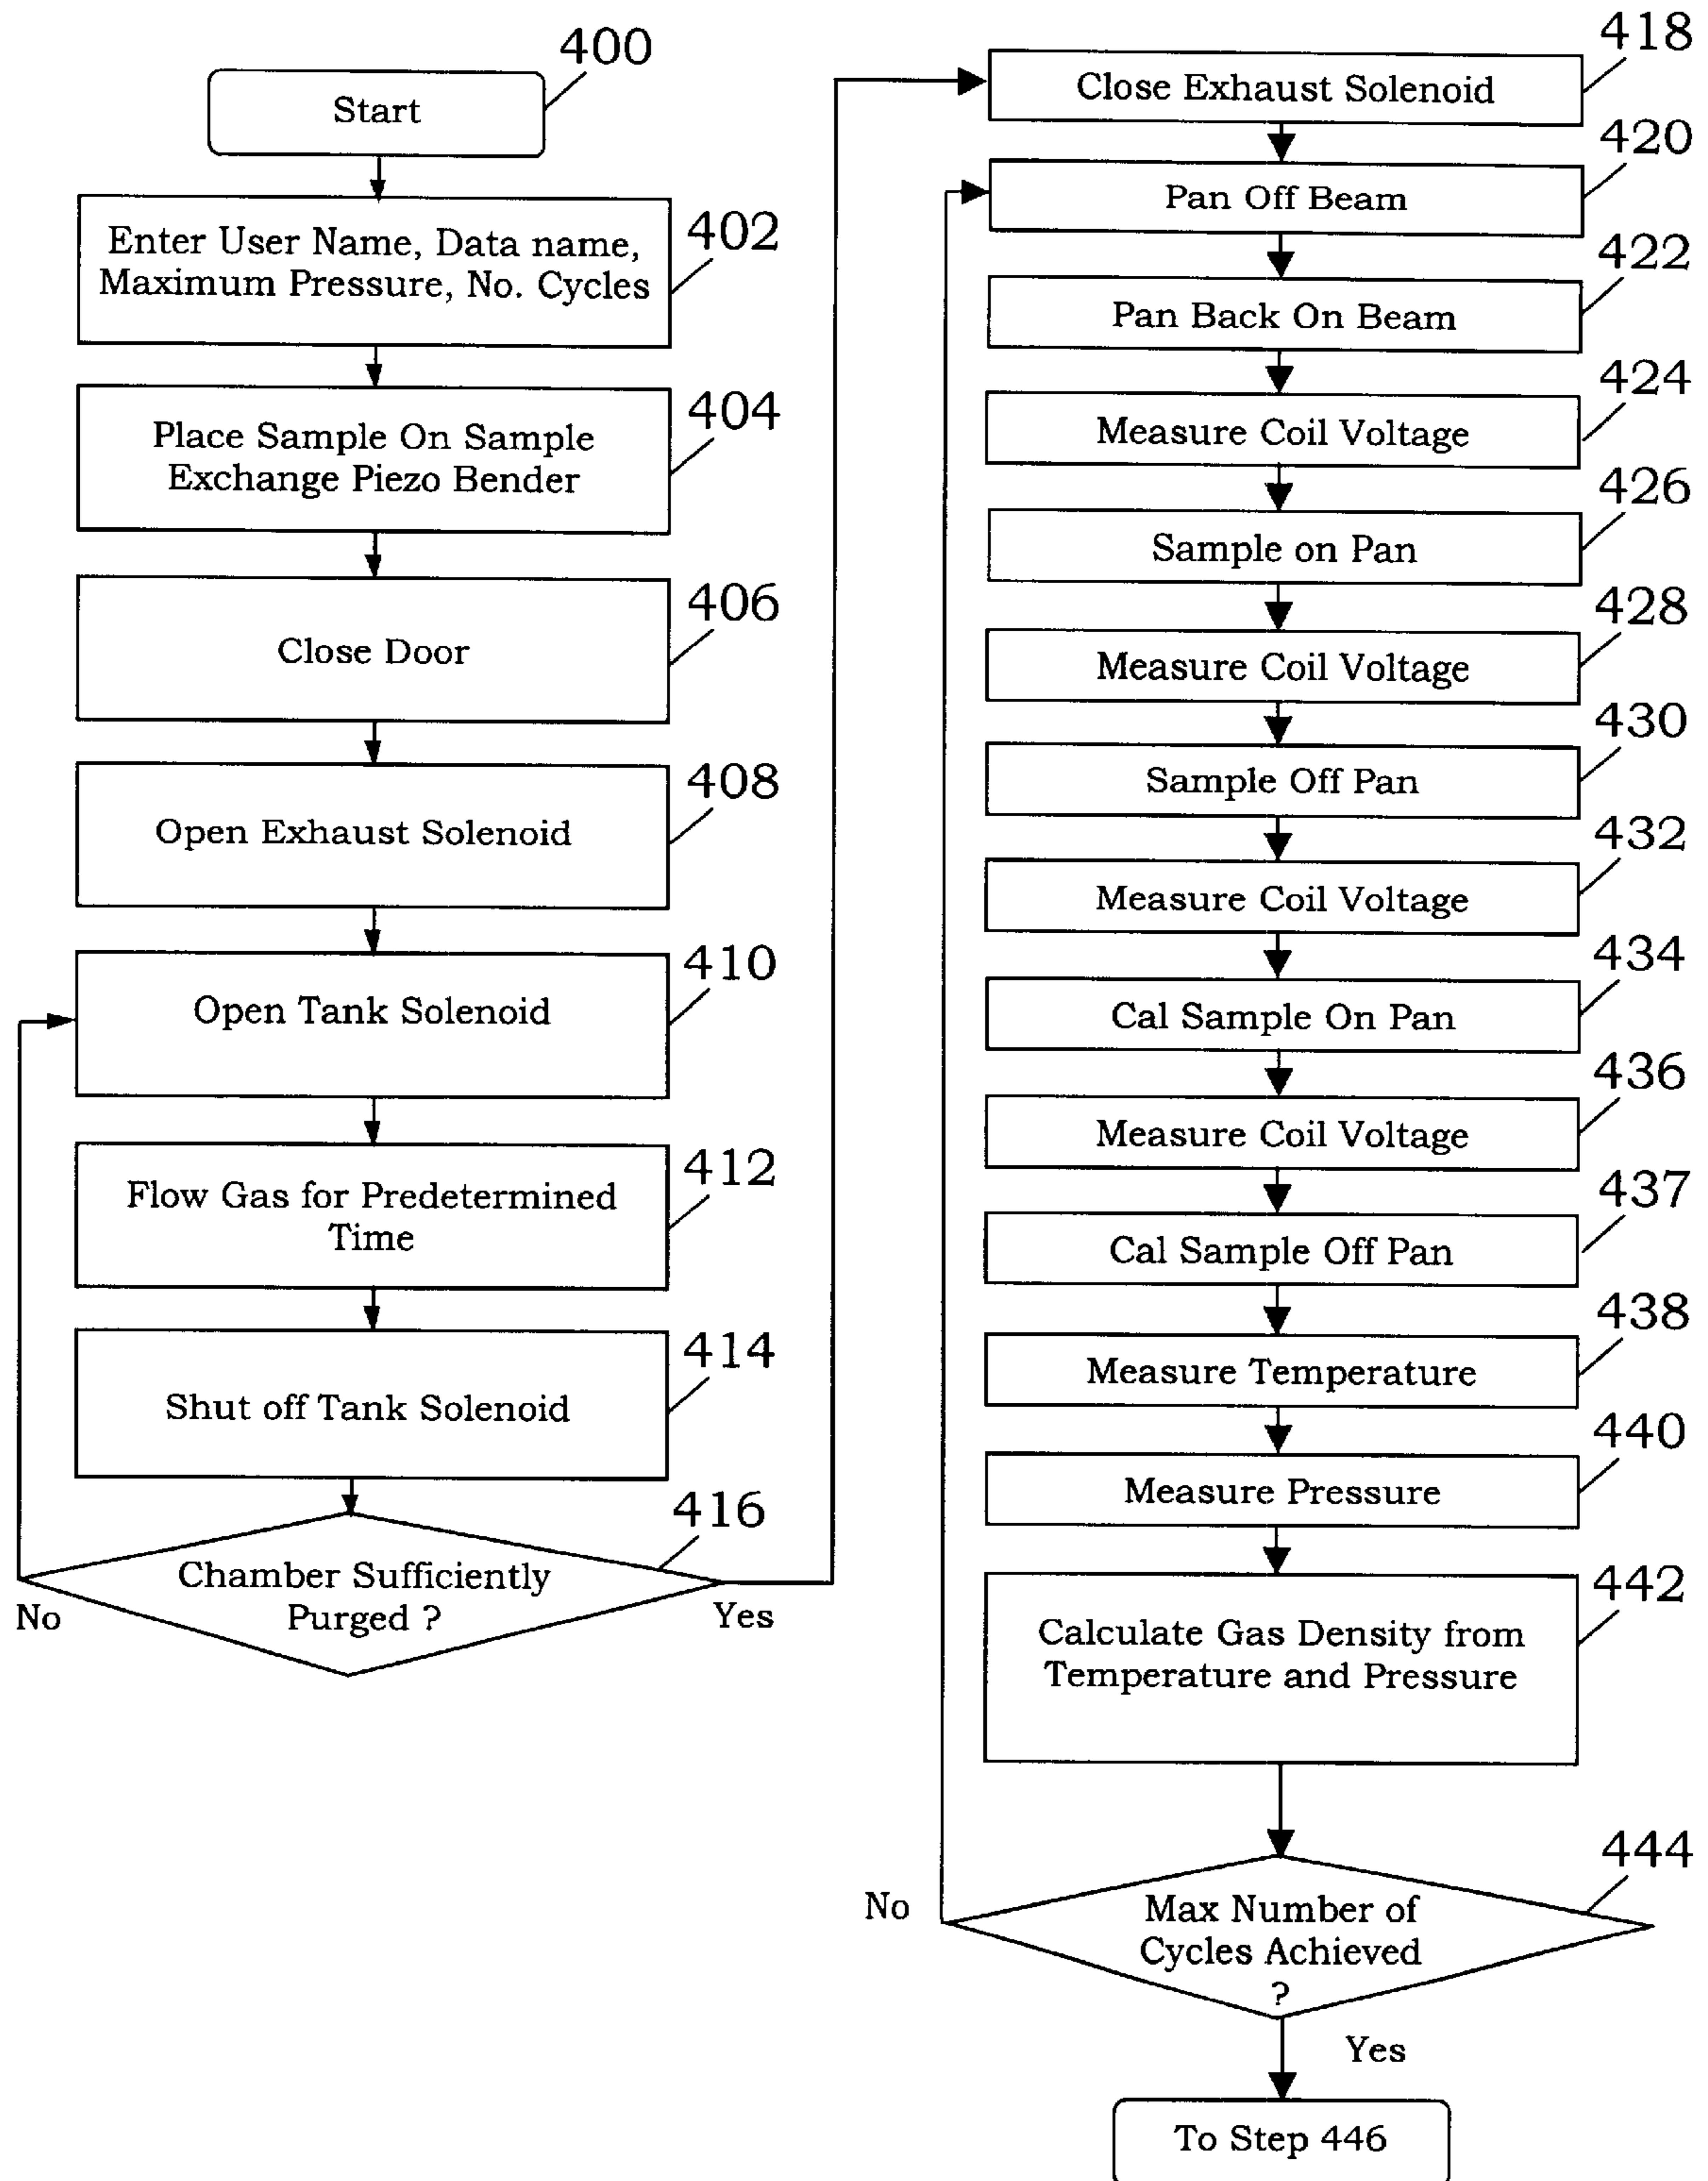 400
Start
402
Enter User Name, Data name,
Maximum Pressure, No. Cycles
404
Place Sample On Sample
Exchange Piezo Bender
406
Close Door
408
Open Exhaust Solenoid
410
Open Tank Solenoid
412
Flow Gas for Predetermined
Time
414
Shut off Tank Solenoid
416
Chamber Sufficiently
Purged ?
No
Yes
418
Close Exhaust Solenoid
420
Pan Off Beam
422
Pan Back On Beam
424
Measure Coil Voltage
426
Sample on Pan
428
Measure Coil Voltage
430
Sample Off Pan
432
Measure Coil Voltage
434
Cal Sample On Pan
436
Measure Coil Voltage
437
Cal Sample Off Pan
438
Measure Temperature
440
Measure Pressure
442
Calculate Gas Density from
Temperature and Pressure
444
No
Max Number of
Cycles Achieved
?
Yes
To Step 446